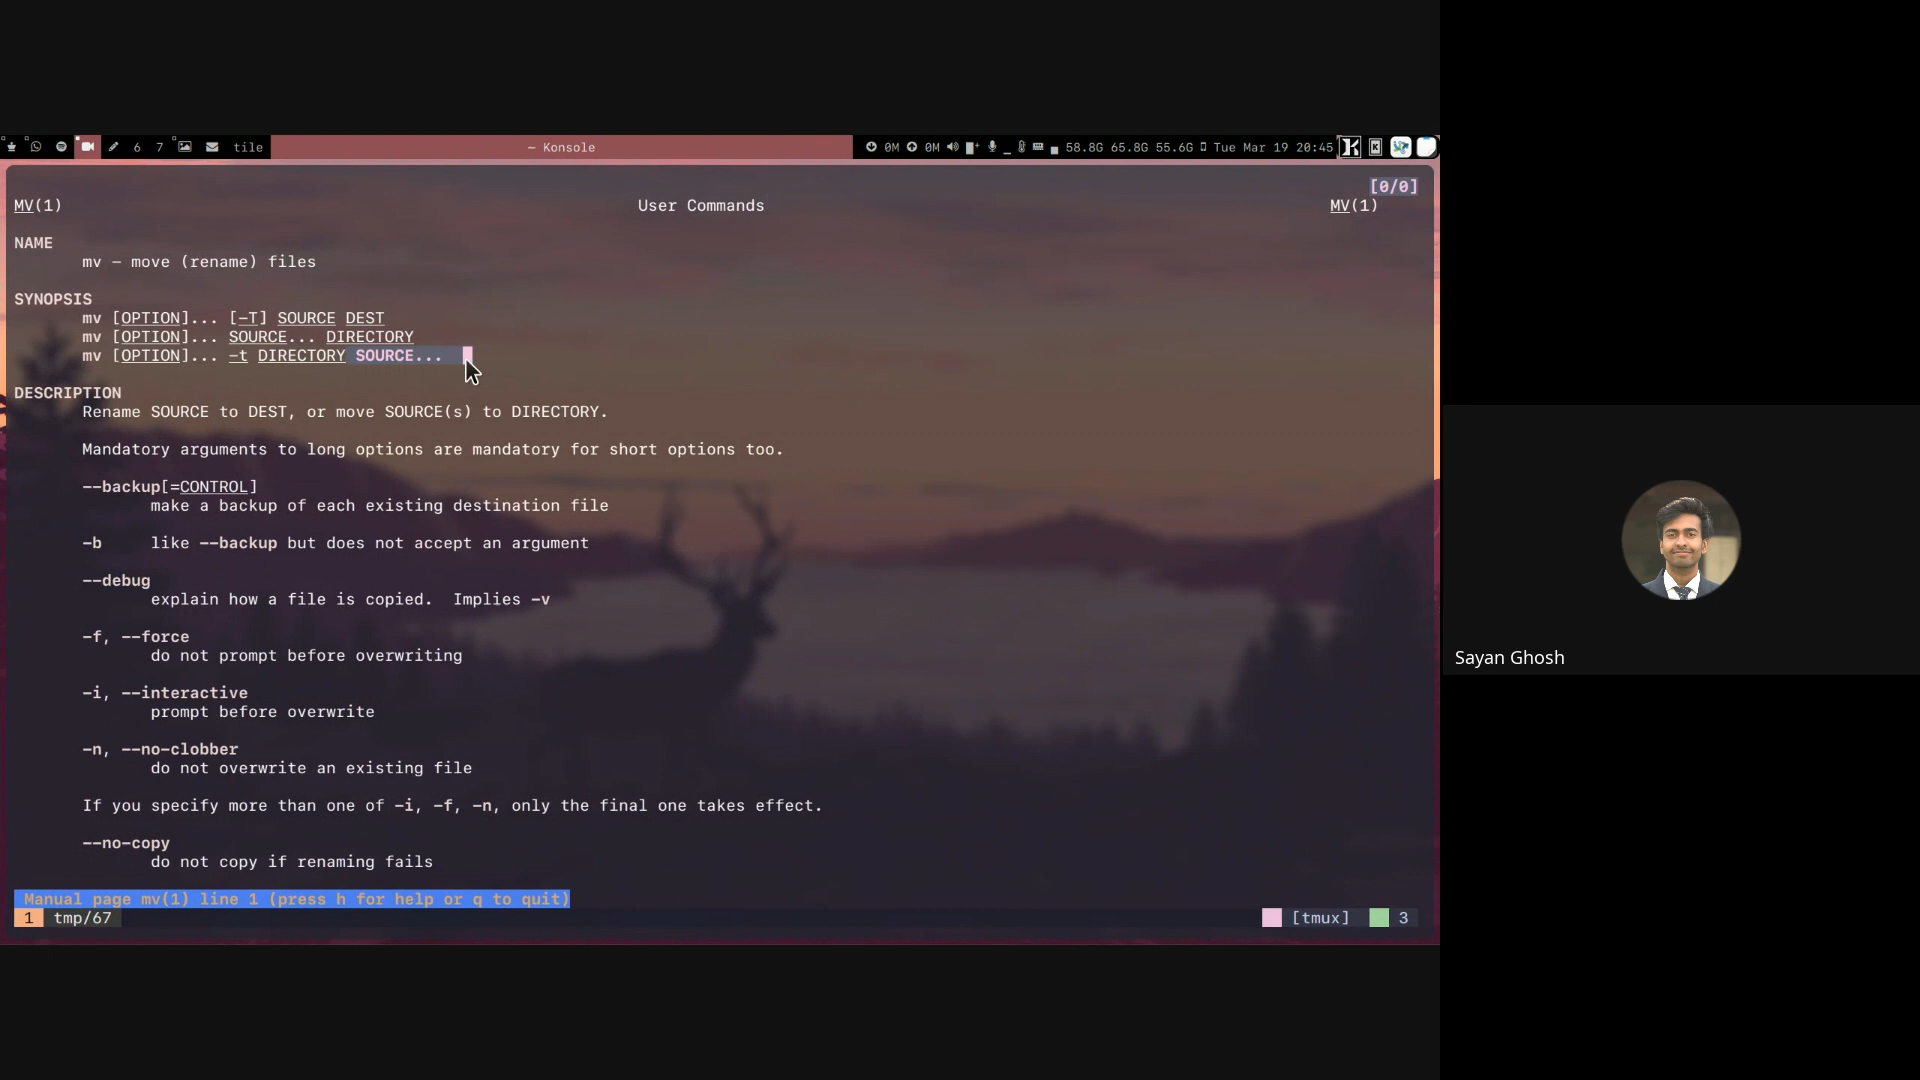 6 7 tile — Konsole 0M 0M 58.8G 65.8G 55.6G Tue Mar 19 20:45
[0/0]
MV(1) User Commands MV(1)
NAME
mv – move (rename) files
SYNOPSIS
mv [OPTION]... [–T] SOURCE DEST
mv [OPTION]... SOURCE... DIRECTORY
mv [OPTION]... –t DIRECTORY SOURCE...
DESCRIPTION
Rename SOURCE to DEST, or move SOURCE(s) to DIRECTORY.
Mandatory arguments to long options are mandatory for short options too.
--backup[=CONTROL]
make a backup of each existing destination file
–b like --backup but does not accept an argument
--debug
explain how a file is copied. Implies –v
–f, --force
do not prompt before overwriting
–i, --interactive
prompt before overwrite
–n, --no–clobber
do not overwrite an existing file
If you specify more than one of –i, –f, –n, only the final one takes effect.
--no–copy
do not copy if renaming fails
Manual page mv(1) line 1 (press h for help or q to quit)
1 tmp/67 [tmux] 3
Sayan Ghosh